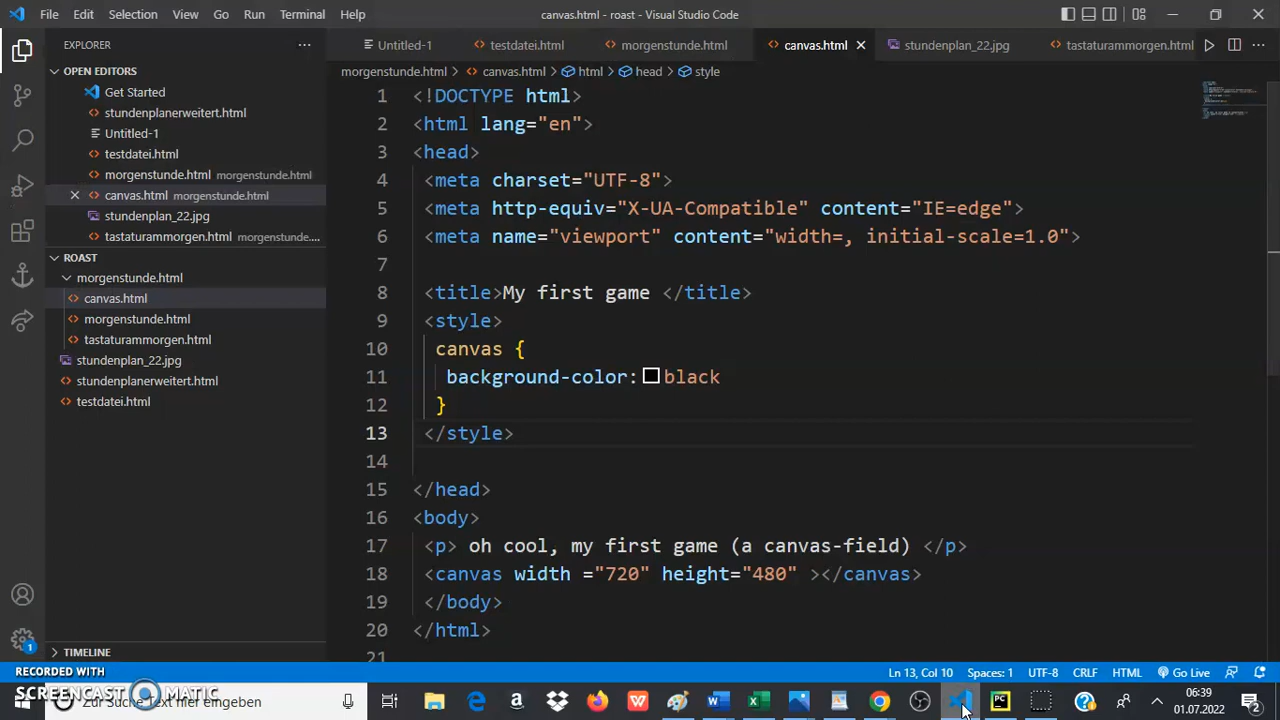 File Edit Selection View Go Run Terminal Help
canvas.html - roast - Visual Studio Code
EXPLORER
OPEN EDITORS
Get Started
stundenplanerweitert.html
Untitled-1
testdatei.html
morgenstunde.html morgenstunde.html
canvas.html morgenstunde.html
stundenplan_22.jpg
tastaturammorgen.html morgenstunde....
ROAST
morgenstunde.html
canvas.html
morgenstunde.html
tastaturammorgen.html
stundenplan_22.jpg
stundenplanerweitert.html
testdatei.html
TIMELINE
Untitled-1 testdatei.html morgenstunde.html canvas.html stundenplan_22.jpg tastaturammorgen.html
morgenstunde.html > canvas.html > html > head > style
1 <!DOCTYPE html>
2 <html lang="en">
3 <head>
4 <meta charset="UTF-8">
5 <meta http-equiv="X-UA-Compatible" content="IE=edge">
6 <meta name="viewport" content="width=, initial-scale=1.0">
7
8 <title>My first game </title>
9 <style>
10 canvas {
11 background-color: black
12 }
13 </style>
14
15 </head>
16 <body>
17 <p> oh cool, my first game (a canvas-field) </p>
18 <canvas width ="720" height="480" ></canvas>
19 </body>
20 </html>
21
1
RECORDED WITH
SCREENCAST MATIC
Ln 13, Col 10 Spaces: 1 UTF-8 CRLF HTML Go Live
Zur Suche Text hier eingeben
06:39
01.07.2022
2